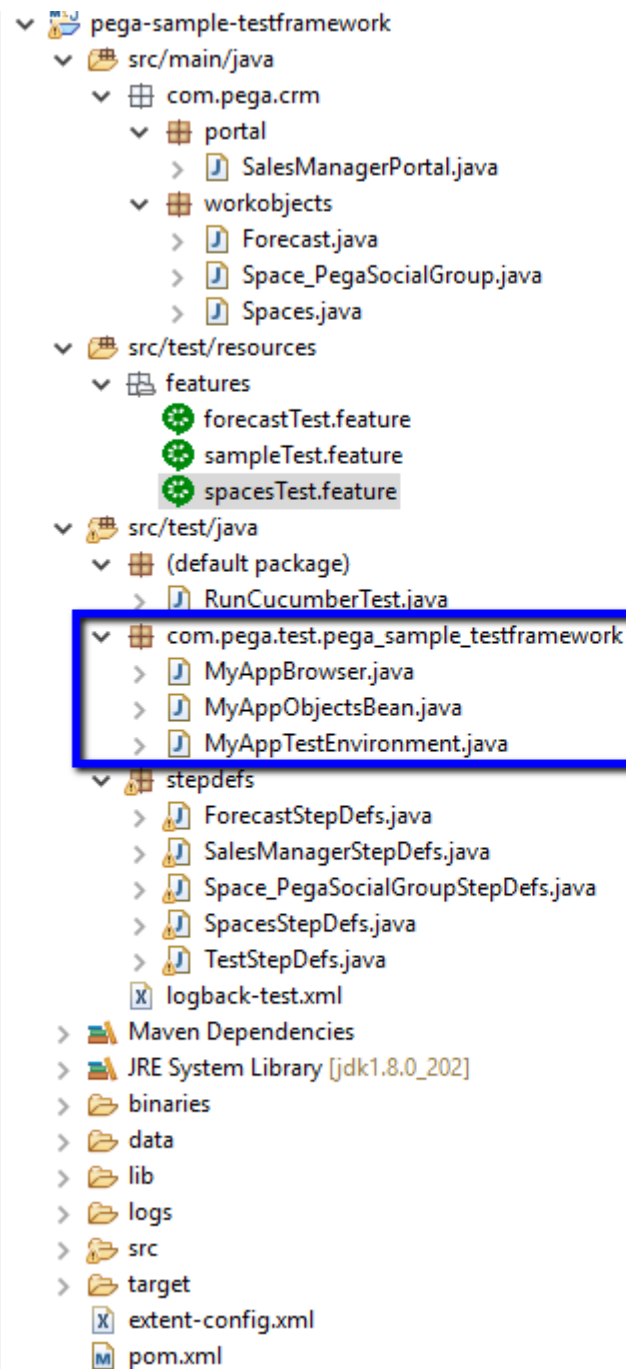 pega-sample-testframework
src/main/java
com.pega.crm
portal
SalesManagerPortal.java
workobjects
Forecast.java
Space_PegaSocialGroup.java
Spaces.java
src/test/resources
features
forecastTest.feature
sampleTest.feature
spacesTest.feature
src/test/java
(default package)
RunCucumberTest.java
com.pega.test.pega_sample_testframework
MyAppBrowser.java
MyAppObjectsBean.java
MyAppTestEnvironment.java
stepdefs
ForecastStepDefs.java
SalesManagerStepDefs.java
Space_PegaSocialGroupStepDefs.java
SpacesStepDefs.java
TestStepDefs.java
logback-test.xml
Maven Dependencies
JRE System Library [jdk1.8.0_202]
binaries
data
lib
logs
src
target
extent-config.xml
pom.xml